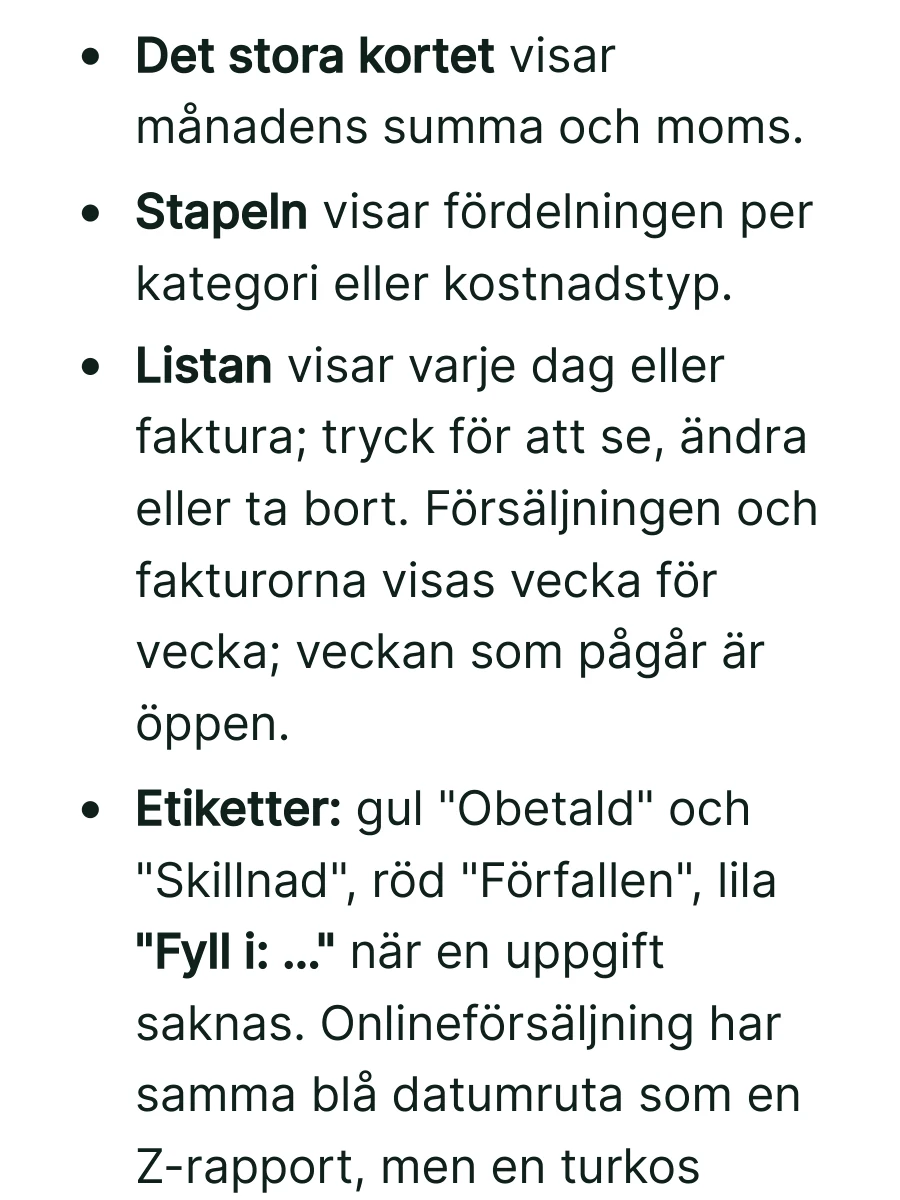 • Det stora kortet visar
månadens summa och moms.
• Stapeln visar fördelningen per
kategori eller kostnadstyp.
• Listan visar varje dag eller
faktura; tryck för att se, ändra
eller ta bort. Försäljningen och
fakturorna visas vecka för
vecka; veckan som pågår är
öppen.
• Etiketter: gul "Obetald" och
"Skillnad", röd "Förfallen", lila
"Fyll i: ..." när en uppgift
saknas. Onlineförsäljning har
samma blå datumruta som en
Z-rapport, men en turkos